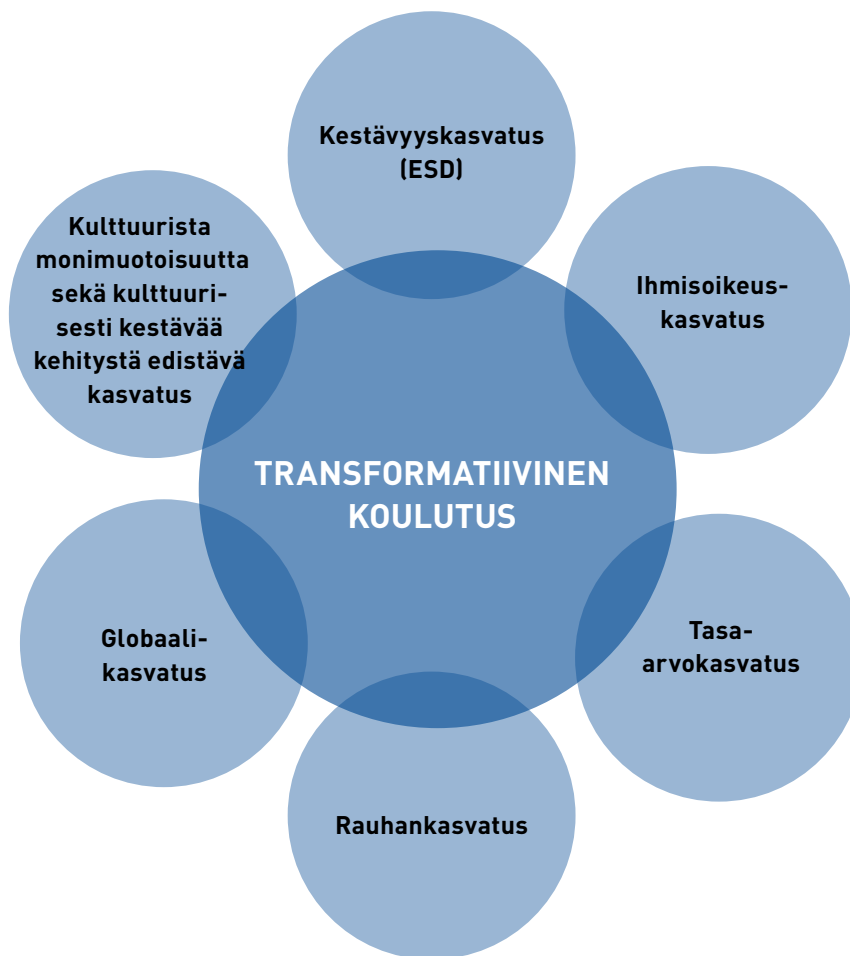 Kestävyyskasvatus
(ESD)
Kulttuurista
monimuotoisuutta
sekä kulttuuri-
sesti kestävää
kehitystä edistävä
kasvatus
Ihmisoikeus-
kasvatus
TRANSFORMATIIVINEN
KOULUTUS
Globaali-
kasvatus
Tasa-
arvokasvatus
Rauhankasvatus